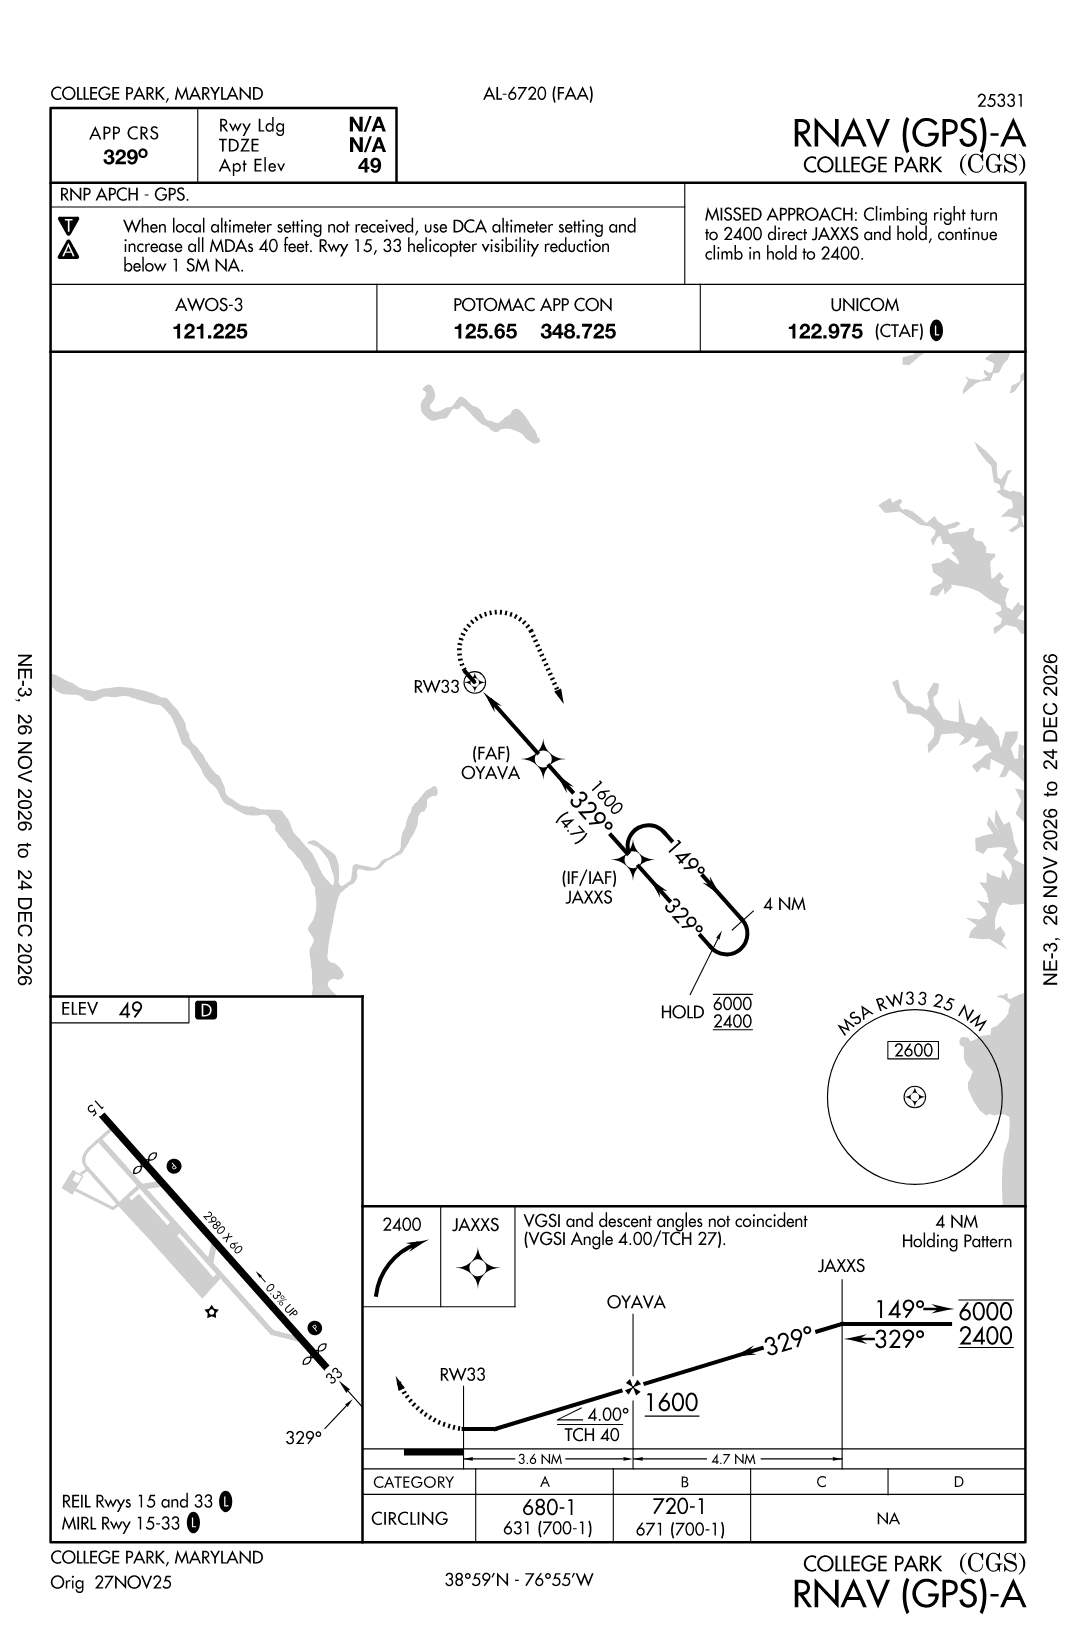 COLLEGE PARK, MARYLAND
AL-6720 (FAA)
25331
RNAV (GPS)-A
COLLEGE PARK (CGS)
APP CRS
329°
Rwy Ldg N/A
TDZE N/A
Apt Elev 49
RNP APCH - GPS.
T
A
When local altimeter setting not received, use DCA altimeter setting and
increase all MDAs 40 feet. Rwy 15, 33 helicopter visibility reduction
below 1 SM NA.
MISSED APPROACH: Climbing right turn
to 2400 direct JAXXS and hold, continue
climb in hold to 2400.
AWOS-3
121.225
POTOMAC APP CON
125.65 348.725
UNICOM
122.975 (CTAF) L
NE-3, 26 NOV 2026 to 24 DEC 2026
NE-3, 26 NOV 2026 to 24 DEC 2026
RW33
(FAF)
OYAVA
1600
329°
(4.7)
(IF/IAF)
JAXXS
149°
329°
4 NM
HOLD 6000
2400
MSA RW33 25 NM
2600
ELEV 49 D
15
P
2980 X 60
0.3% UP
P
33
329°
REIL Rwys 15 and 33 L
MIRL Rwy 15-33 L
2400
JAXXS
VGSI and descent angles not coincident
(VGSI Angle 4.00/TCH 27).
4 NM
Holding Pattern
JAXXS
OYAVA
149° 6000
329° 2400
329°
RW33
1600
4.00°
TCH 40
3.6 NM
4.7 NM
CATEGORY A B C D
CIRCLING
680-1
631 (700-1)
720-1
671 (700-1)
NA
COLLEGE PARK, MARYLAND
Orig 27NOV25
38°59'N - 76°55'W
COLLEGE PARK (CGS)
RNAV (GPS)-A